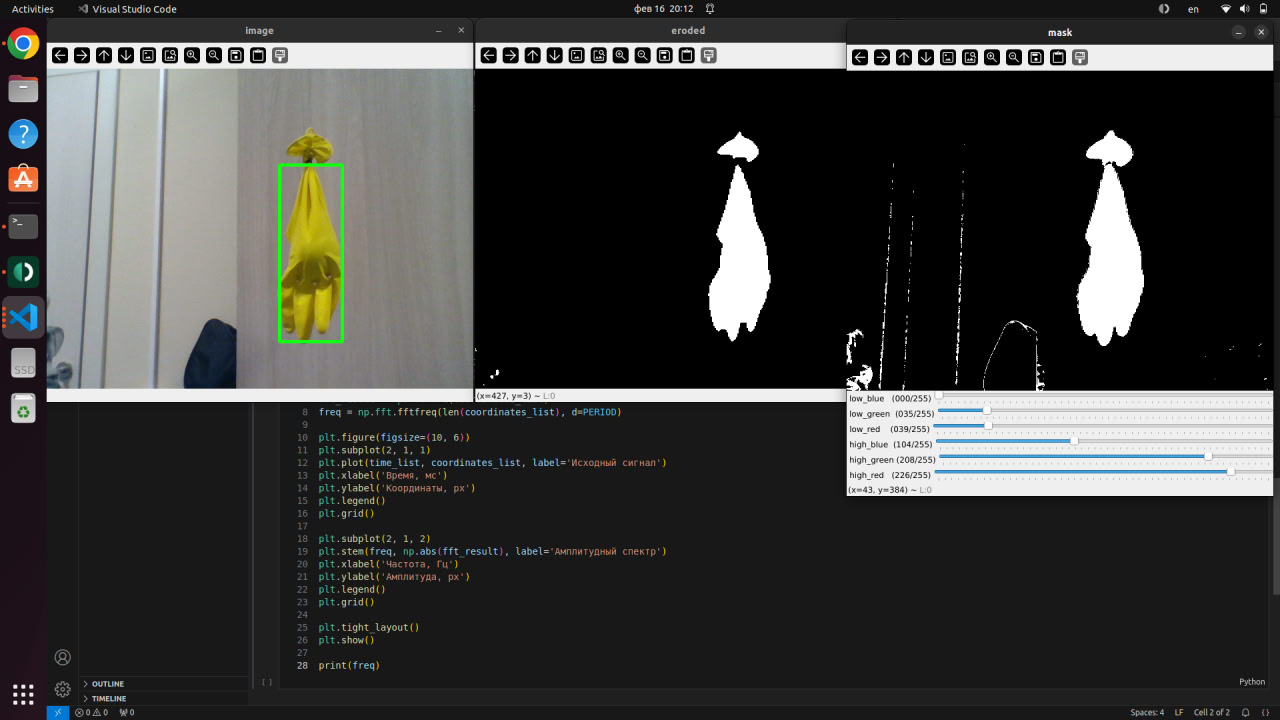 Activities
Visual Studio Code
фев 16 20:12
en
image
eroded
mask
(x=427, y=3) ~ L:0
low_blue (000/255)
low_green (035/255)
low_red (039/255)
high_blue (104/255)
high_green (208/255)
high_red (226/255)
(x=43, y=384) ~ L:0
SSD
8 freq = np.fft.fftfreq(len(coordinates_list), d=PERIOD)
9
10 plt.figure(figsize=(10, 6))
11 plt.subplot(2, 1, 1)
12 plt.plot(time_list, coordinates_list, label='Исходный сигнал')
13 plt.xlabel('Время, мс')
14 plt.ylabel('Координаты, px')
15 plt.legend()
16 plt.grid()
17
18 plt.subplot(2, 1, 2)
19 plt.stem(freq, np.abs(fft_result), label='Амплитудный спектр')
20 plt.xlabel('Частота, Гц')
21 plt.ylabel('Амплитуда, px')
22 plt.legend()
23 plt.grid()
24
25 plt.tight_layout()
26 plt.show()
27
28 print(freq)
[ ]
Python
OUTLINE
TIMELINE
0 0 0
Spaces: 4 LF Cell 2 of 2